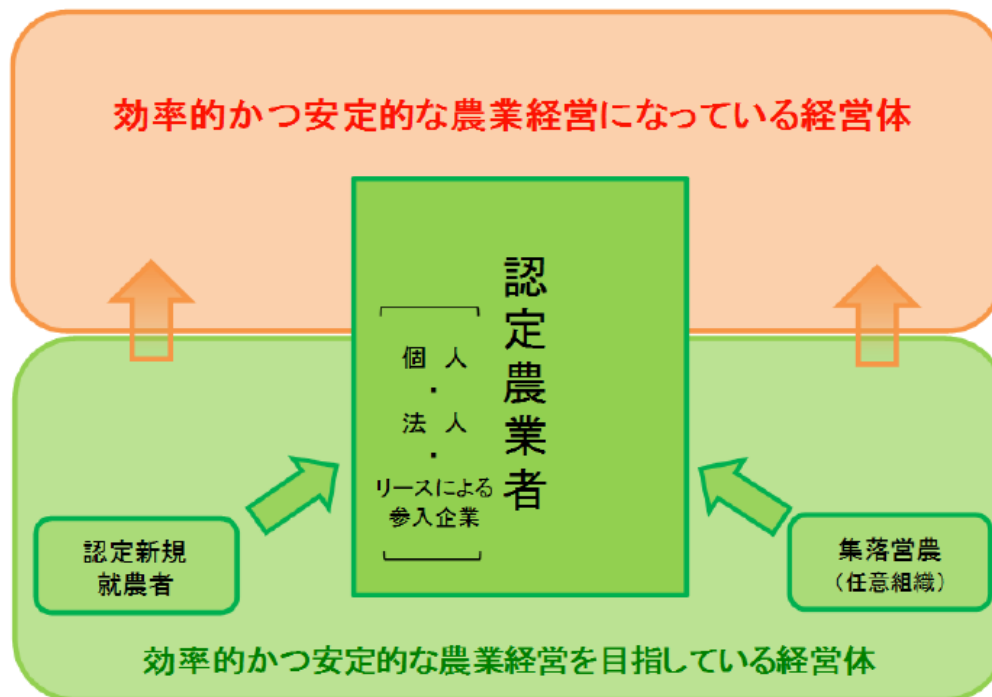 効率的かつ安定的な農業経営になっている経営体
認定農業者
個 人
・
法 人
・
リースによる
参入企業
認定新規
就農者
集落営農
（任意組織）
効率的かつ安定的な農業経営を目指している経営体